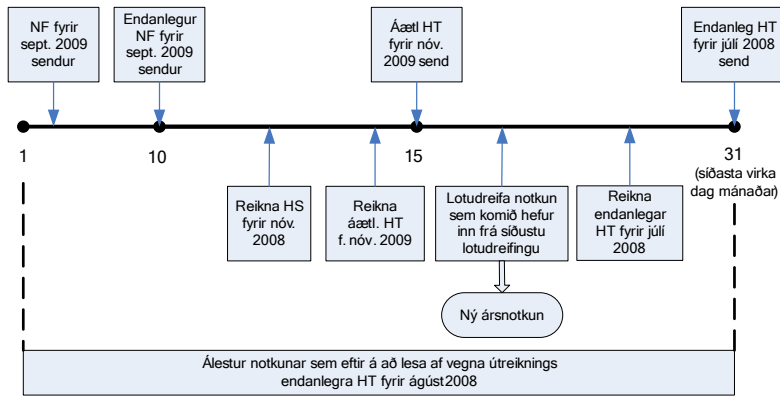 NF fyrir
sept. 2009
sendur
Endanlegur
NF fyrir
sept. 2009
sendur
Áætl HT
fyrir nóv.
2009 send
Endanleg HT
fyrir júlí 2008
send
1
10
15
31
(síðasta virka
dag mánaðar)
Reikna HS
fyrir nóv.
2008
Reikna
áætl. HT
f. nóv. 2009
Lotudreifa notkun
sem komið hefur
inn frá síðustu
lotudreifingu
Reikna
endanlegar
HT fyrir júlí
2008
Ný ársnotkun
Álestur notkunar sem eftir á að lesa af vegna útreiknings
endanlegra HT fyrir ágúst 2008